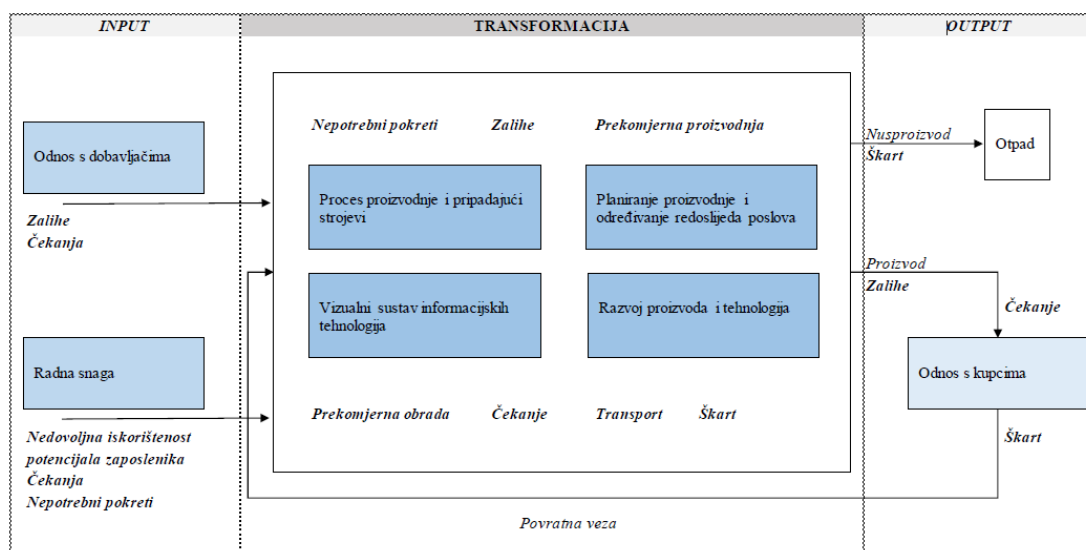 INPUT
TRANSFORMACIJA
OUTPUT
Odnos s dobavljačima
Zalihe
Čekanja
Radna snaga
Nedovoljna iskorištenost
potencijala zaposlenika
Čekanja
Nepotrebni pokreti
Nepotrebni pokreti Zalihe Prekomjerna proizvodnja
Proces proizvodnje i pripadajući
strojevi
Planiranje proizvodnje i
određivanje redoslijeda poslova
Vizualni sustav informacijskih
tehnologija
Razvoj proizvoda i tehnologija
Prekomjerna obrada Čekanje Transport Škart
Povratna veza
Nusproizvod
Škart
Otpad
Proizvod
Zalihe
Čekanje
Odnos s kupcima
Škart